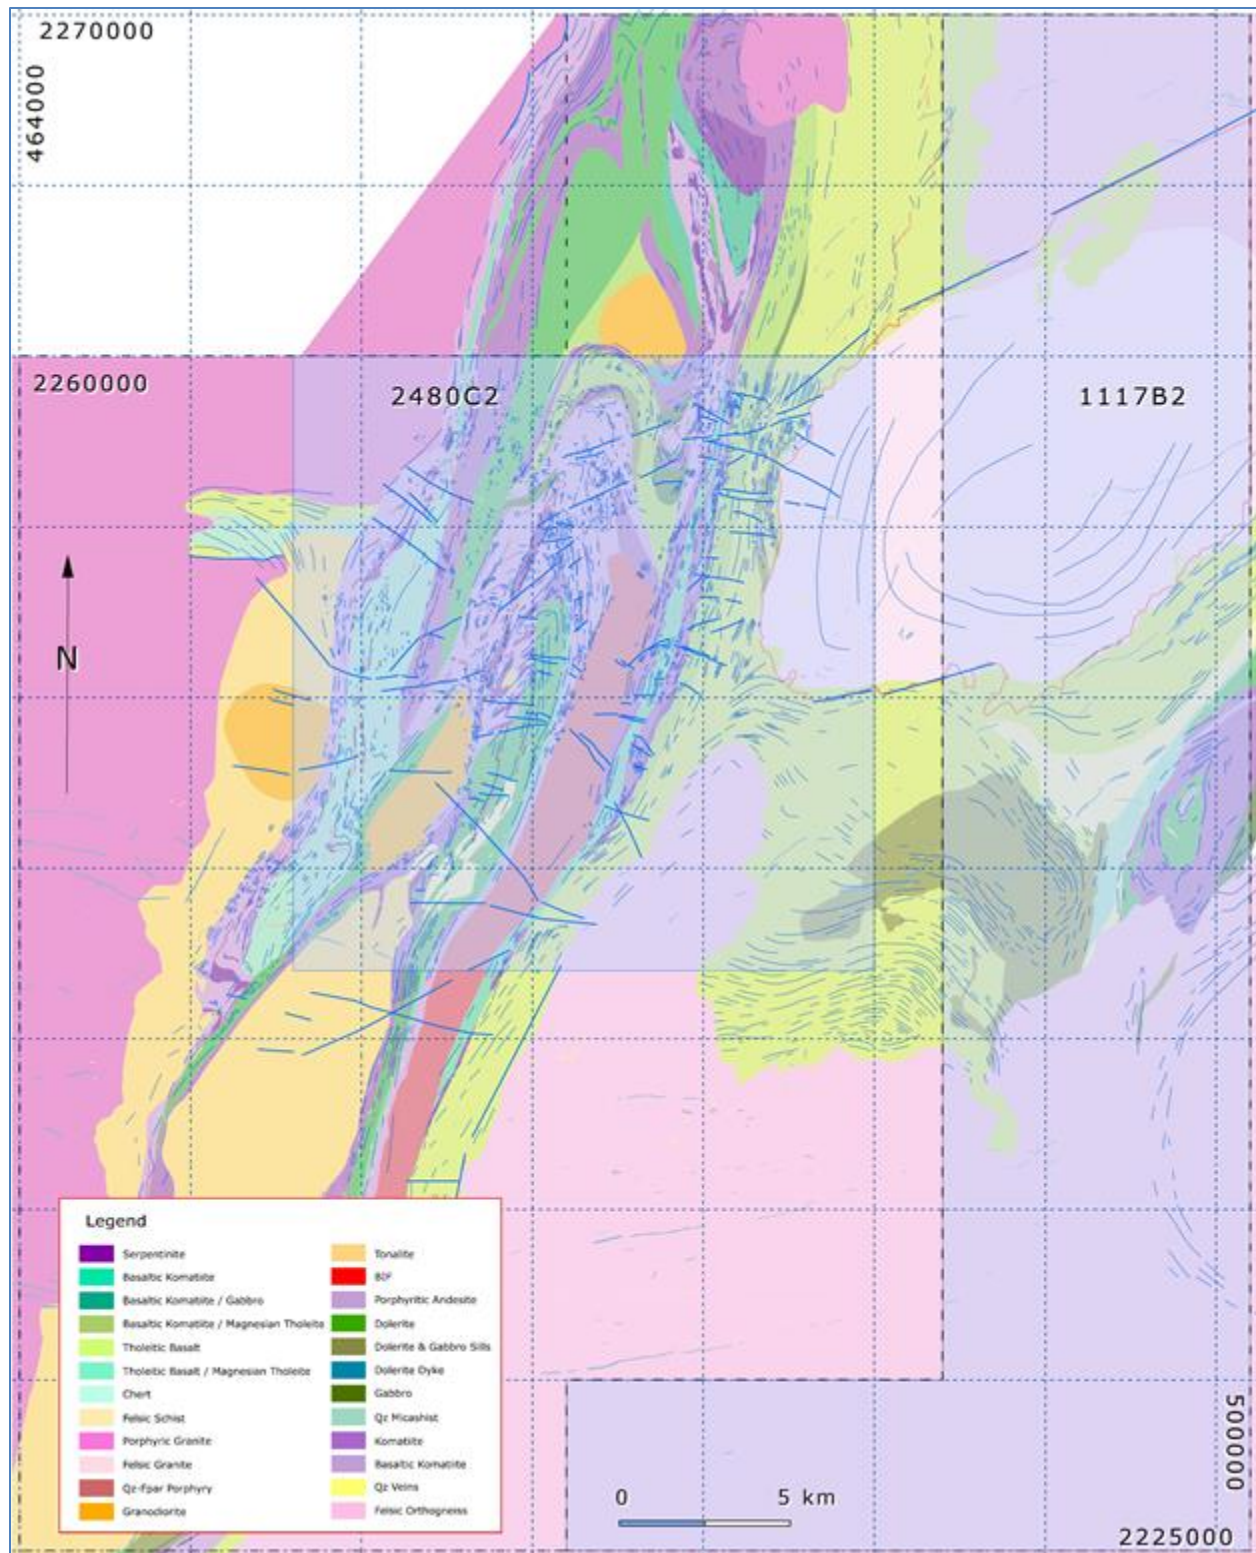 2270000
464000
2260000
2480C2
1117B2
N
Legend
Serpentinite
Basaltic Komatiite
Basaltic Komatiite / Gabbro
Basaltic Komatiite / Magnesian Tholeite
Tholeitic Basalt
Tholeitic Basalt / Magnesian Tholeite
Chert
Felsic Schist
Porphyric Granite
Felsic Granite
Qz-Fpar Porphyry
Granodiorite
Tonalite
BIF
Porphyritic Andesite
Dolerite
Dolerite & Gabbro Sills
Dolerite Dyke
Gabbro
Qz Micashist
Komatiite
Basaltic Komatiite
Qz Veins
Felsic Orthogneiss
0 5 km
500000
2225000